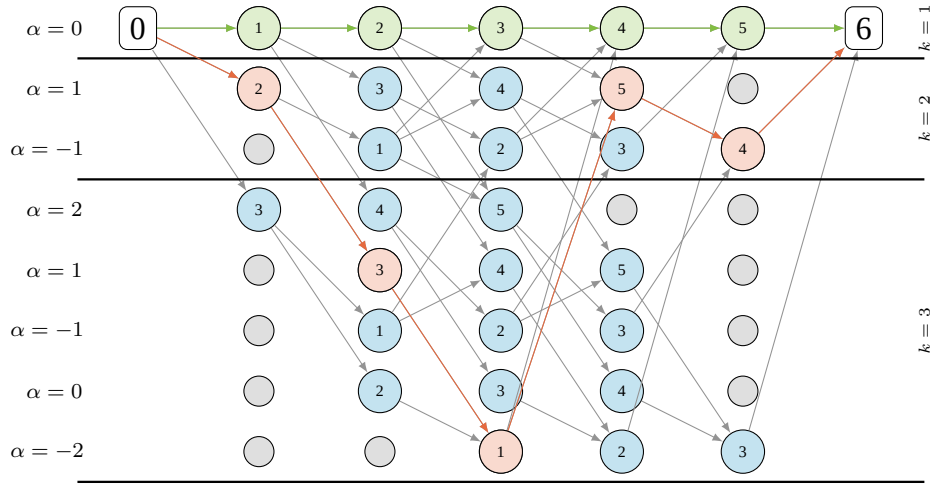 α = 0 0 1 2 3 4 5 6 k = 1
α = 1 2 3 4 5
α = −1 1 2 3 4 k = 2
α = 2 3 4 5
α = 1 3 4 5
α = −1 1 2 3 k = 3
α = 0 2 3 4
α = −2 1 2 3